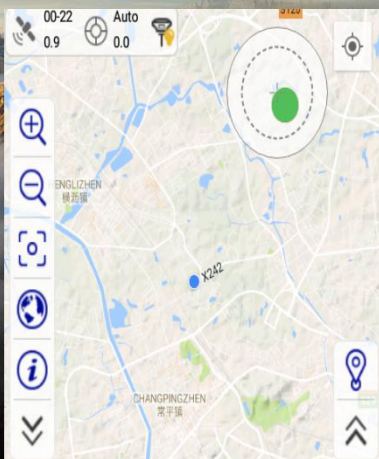 00-22
0.9
Auto
0.0
S120
ENGLIZHEN
横沥镇
X242
CHANGPINGZHEN
常平镇